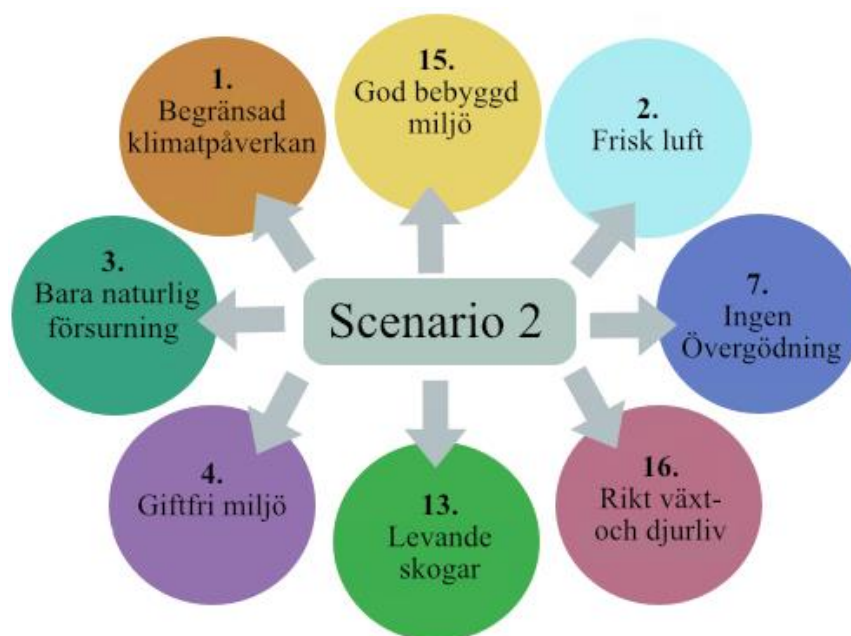 1.
Begränsad
klimatpåverkan
15.
God bebyggd
miljö
2.
Frisk luft
3.
Bara naturlig
försurning
Scenario 2
7.
Ingen
Övergödning
4.
Giftfri miljö
13.
Levande
skogar
16.
Rikt växt-
och djurliv